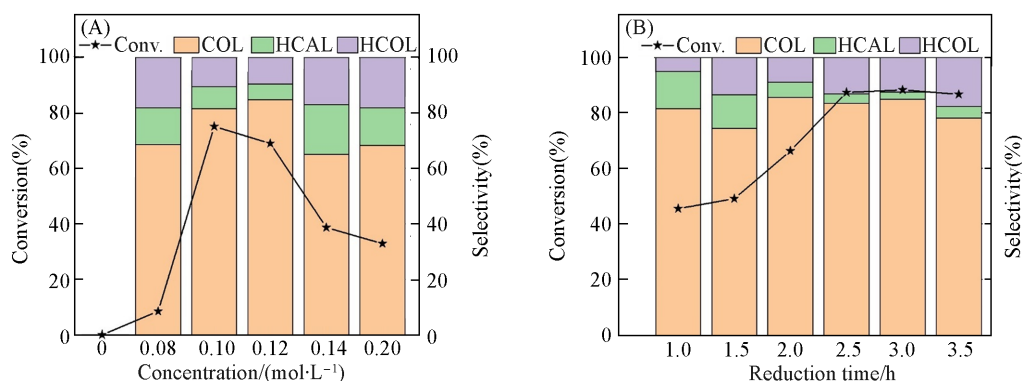 (A)
Conv. COL HCAL HCOL
100 100
80 80
60 60
40 40
20 20
0 0
Conversion(%)
Selectivity(%)
0 0.08 0.10 0.12 0.14 0.20
Concentration/(mol·L⁻¹)
(B)
Conv. COL HCAL HCOL
100 100
80 80
60 60
40 40
20 20
0 0
Conversion(%)
Selectivity(%)
1.0 1.5 2.0 2.5 3.0 3.5
Reduction time/h